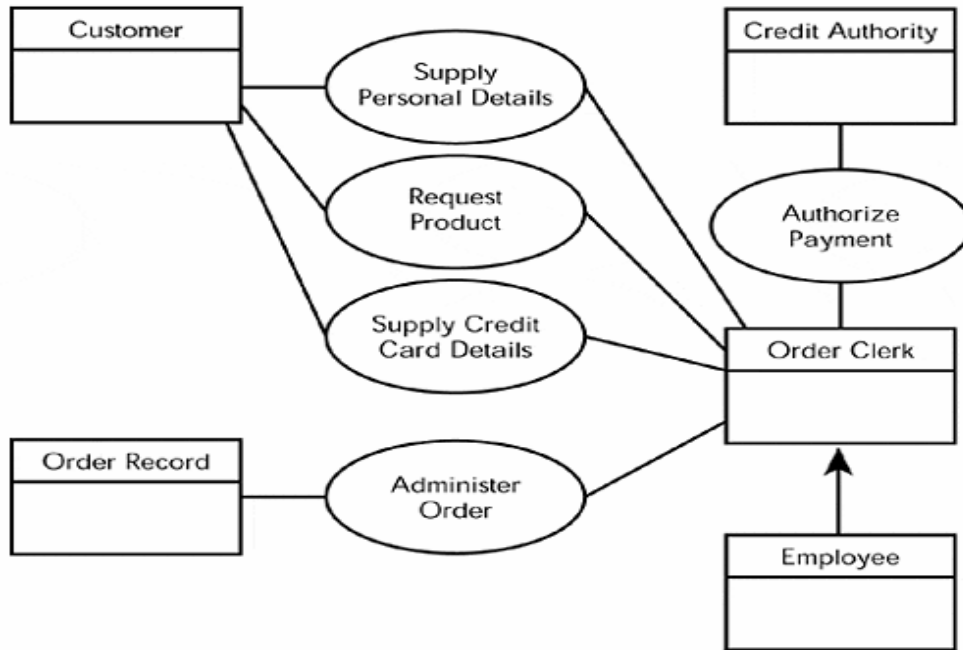 Customer
Credit Authority
Supply
Personal Details
Request
Product
Authorize
Payment
Supply Credit
Card Details
Order Clerk
Order Record
Administer
Order
Employee